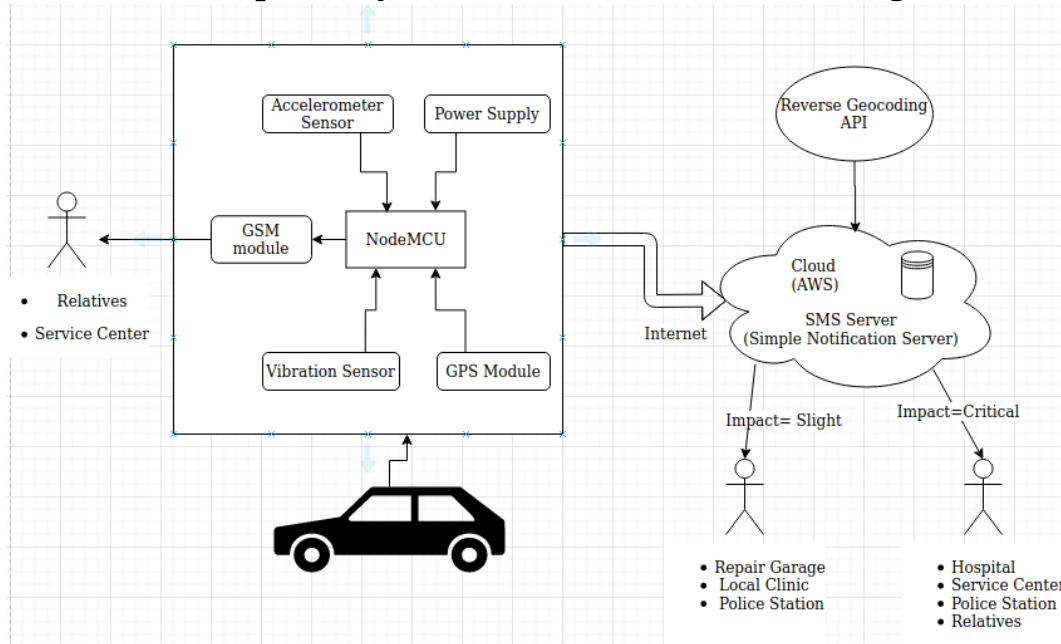 Accelerometer
Sensor
Power Supply
Reverse Geocoding
API
GSM
module
NodeMCU
Cloud
(AWS)
Relatives
Service Center
Internet
SMS Server
(Simple Notification Server)
Vibration Sensor
GPS Module
Impact= Slight
Impact=Critical
Repair Garage
Local Clinic
Police Station
Hospital
Service Center
Police Station
Relatives